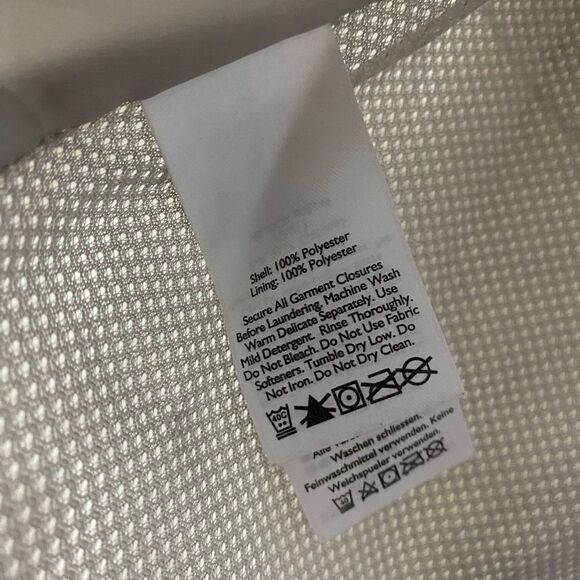 Shell: 100% Polyester
Lining: 100% Polyester
Secure All Garment Closures
Before Laundering. Machine Wash
Warm Delicate Separately. Use
Mild Detergent. Rinse Thoroughly.
Do Not Bleach. Do Not Use Fabric
Softeners. Tumble Dry Low. Do
Not Iron. Do Not Dry Clean.
40C
Alle
Waschen schliessen.
Feinwaschmittel verwenden. Keine
Weichspueler verwenden.